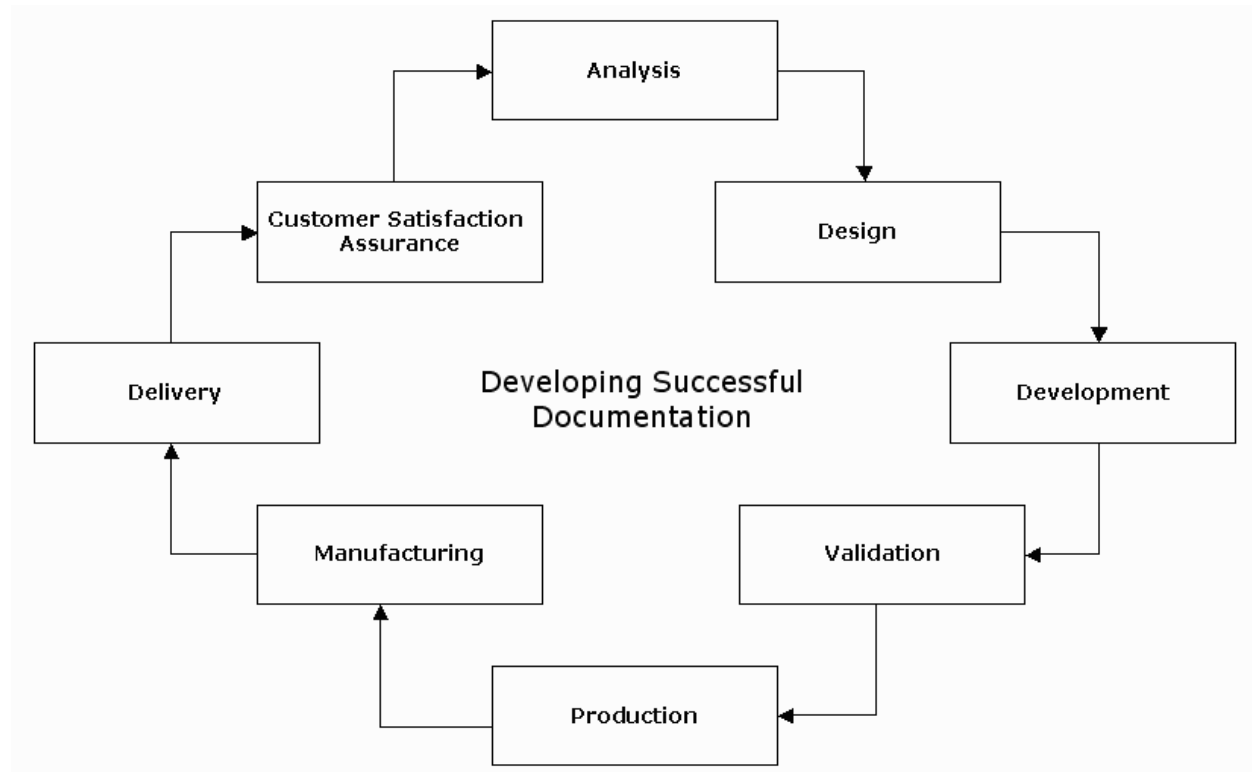 Analysis
Customer Satisfaction
Assurance
Design
Delivery
Developing Successful
Documentation
Development
Manufacturing
Validation
Production